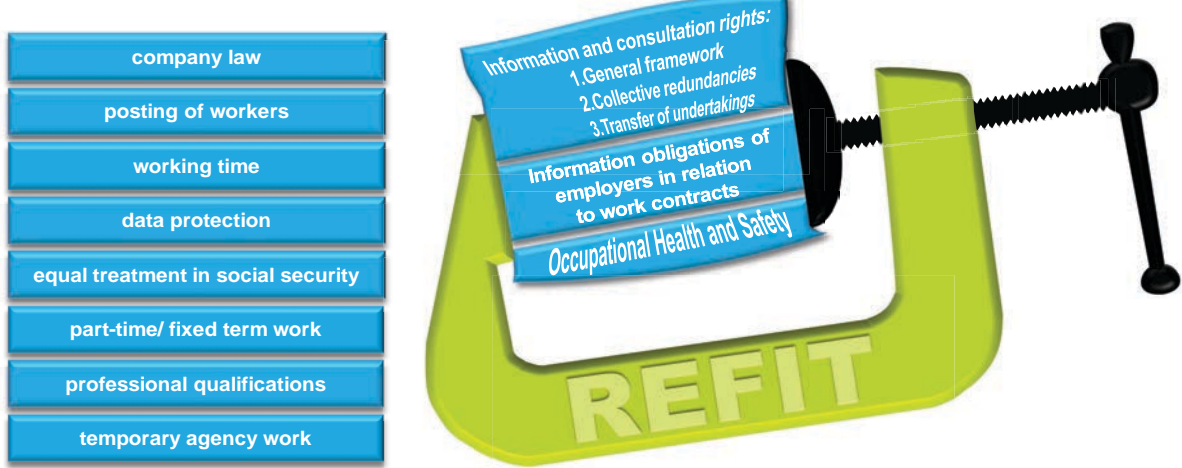 company law
posting of workers
working time
data protection
equal treatment in social security
part-time/ fixed term work
professional qualifications
temporary agency work
Information and consultation rights:
1.General framework
2.Collective redundancies
3.Transfer of undertakings
Information obligations of
employers in relation
to work contracts
Occupational Health and Safety
REFIT